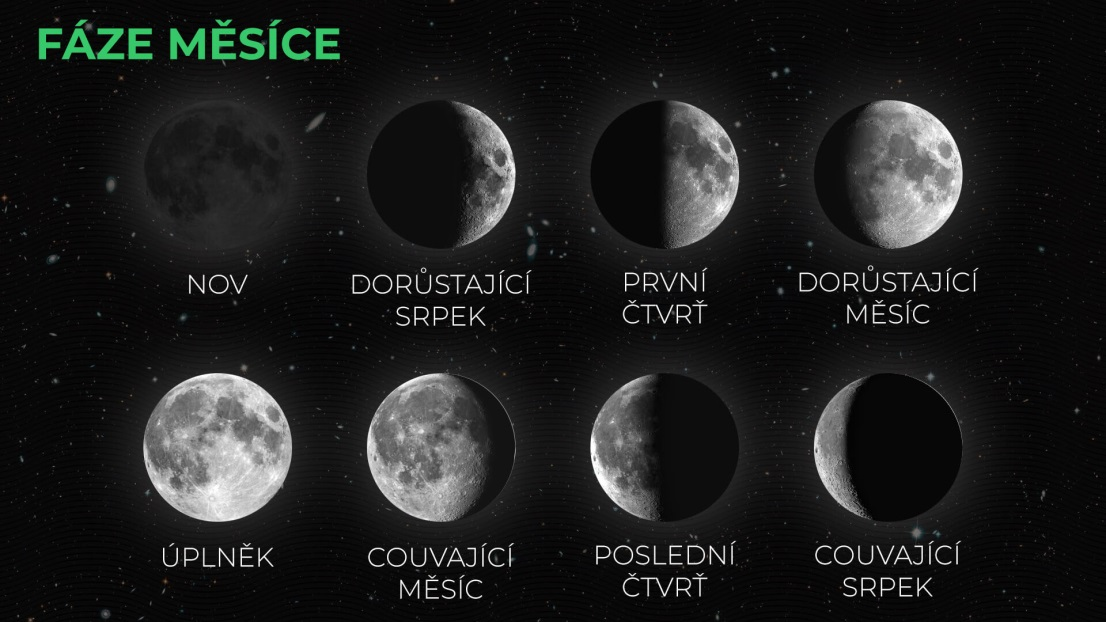 FÁZE MĚSÍCE
NOV
DORŮSTAJÍCÍ
SRPEK
PRVNÍ
ČTVRŤ
DORŮSTAJÍCÍ
MĚSÍC
ÚPLNĚK
COUVAJÍCÍ
MĚSÍC
POSLEDNÍ
ČTVRŤ
COUVAJÍCÍ
SRPEK